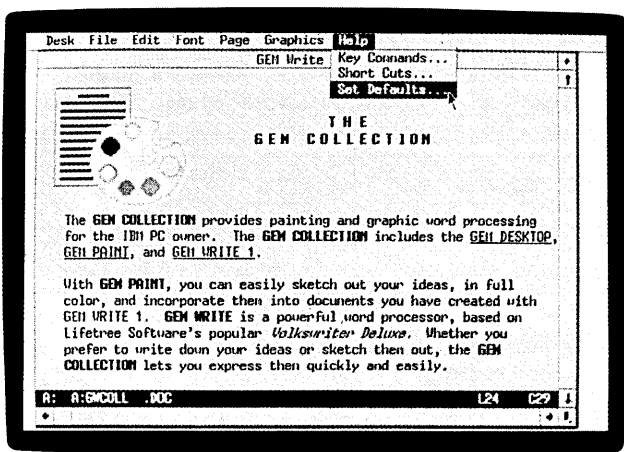 Desk File Edit Font Page Graphics Help
GEM Write
Key Commands...
Short Cuts...
Set Defaults...
THE
GEM COLLECTION
The GEM COLLECTION provides painting and graphic word processing
for the IBM PC owner. The GEM COLLECTION includes the GEM DESKTOP,
GEM PAINT, and GEM WRITE 1.
With GEM PAINT, you can easily sketch out your ideas, in full
color, and incorporate them into documents you have created with
GEM WRITE 1. GEM WRITE is a powerful word processor, based on
Lifetree Software's popular Volkswriter Deluxe. Whether you
prefer to write down your ideas or sketch them out, the GEM
COLLECTION lets you express them quickly and easily.
A: A:GWCOLL .DOC L24 C29